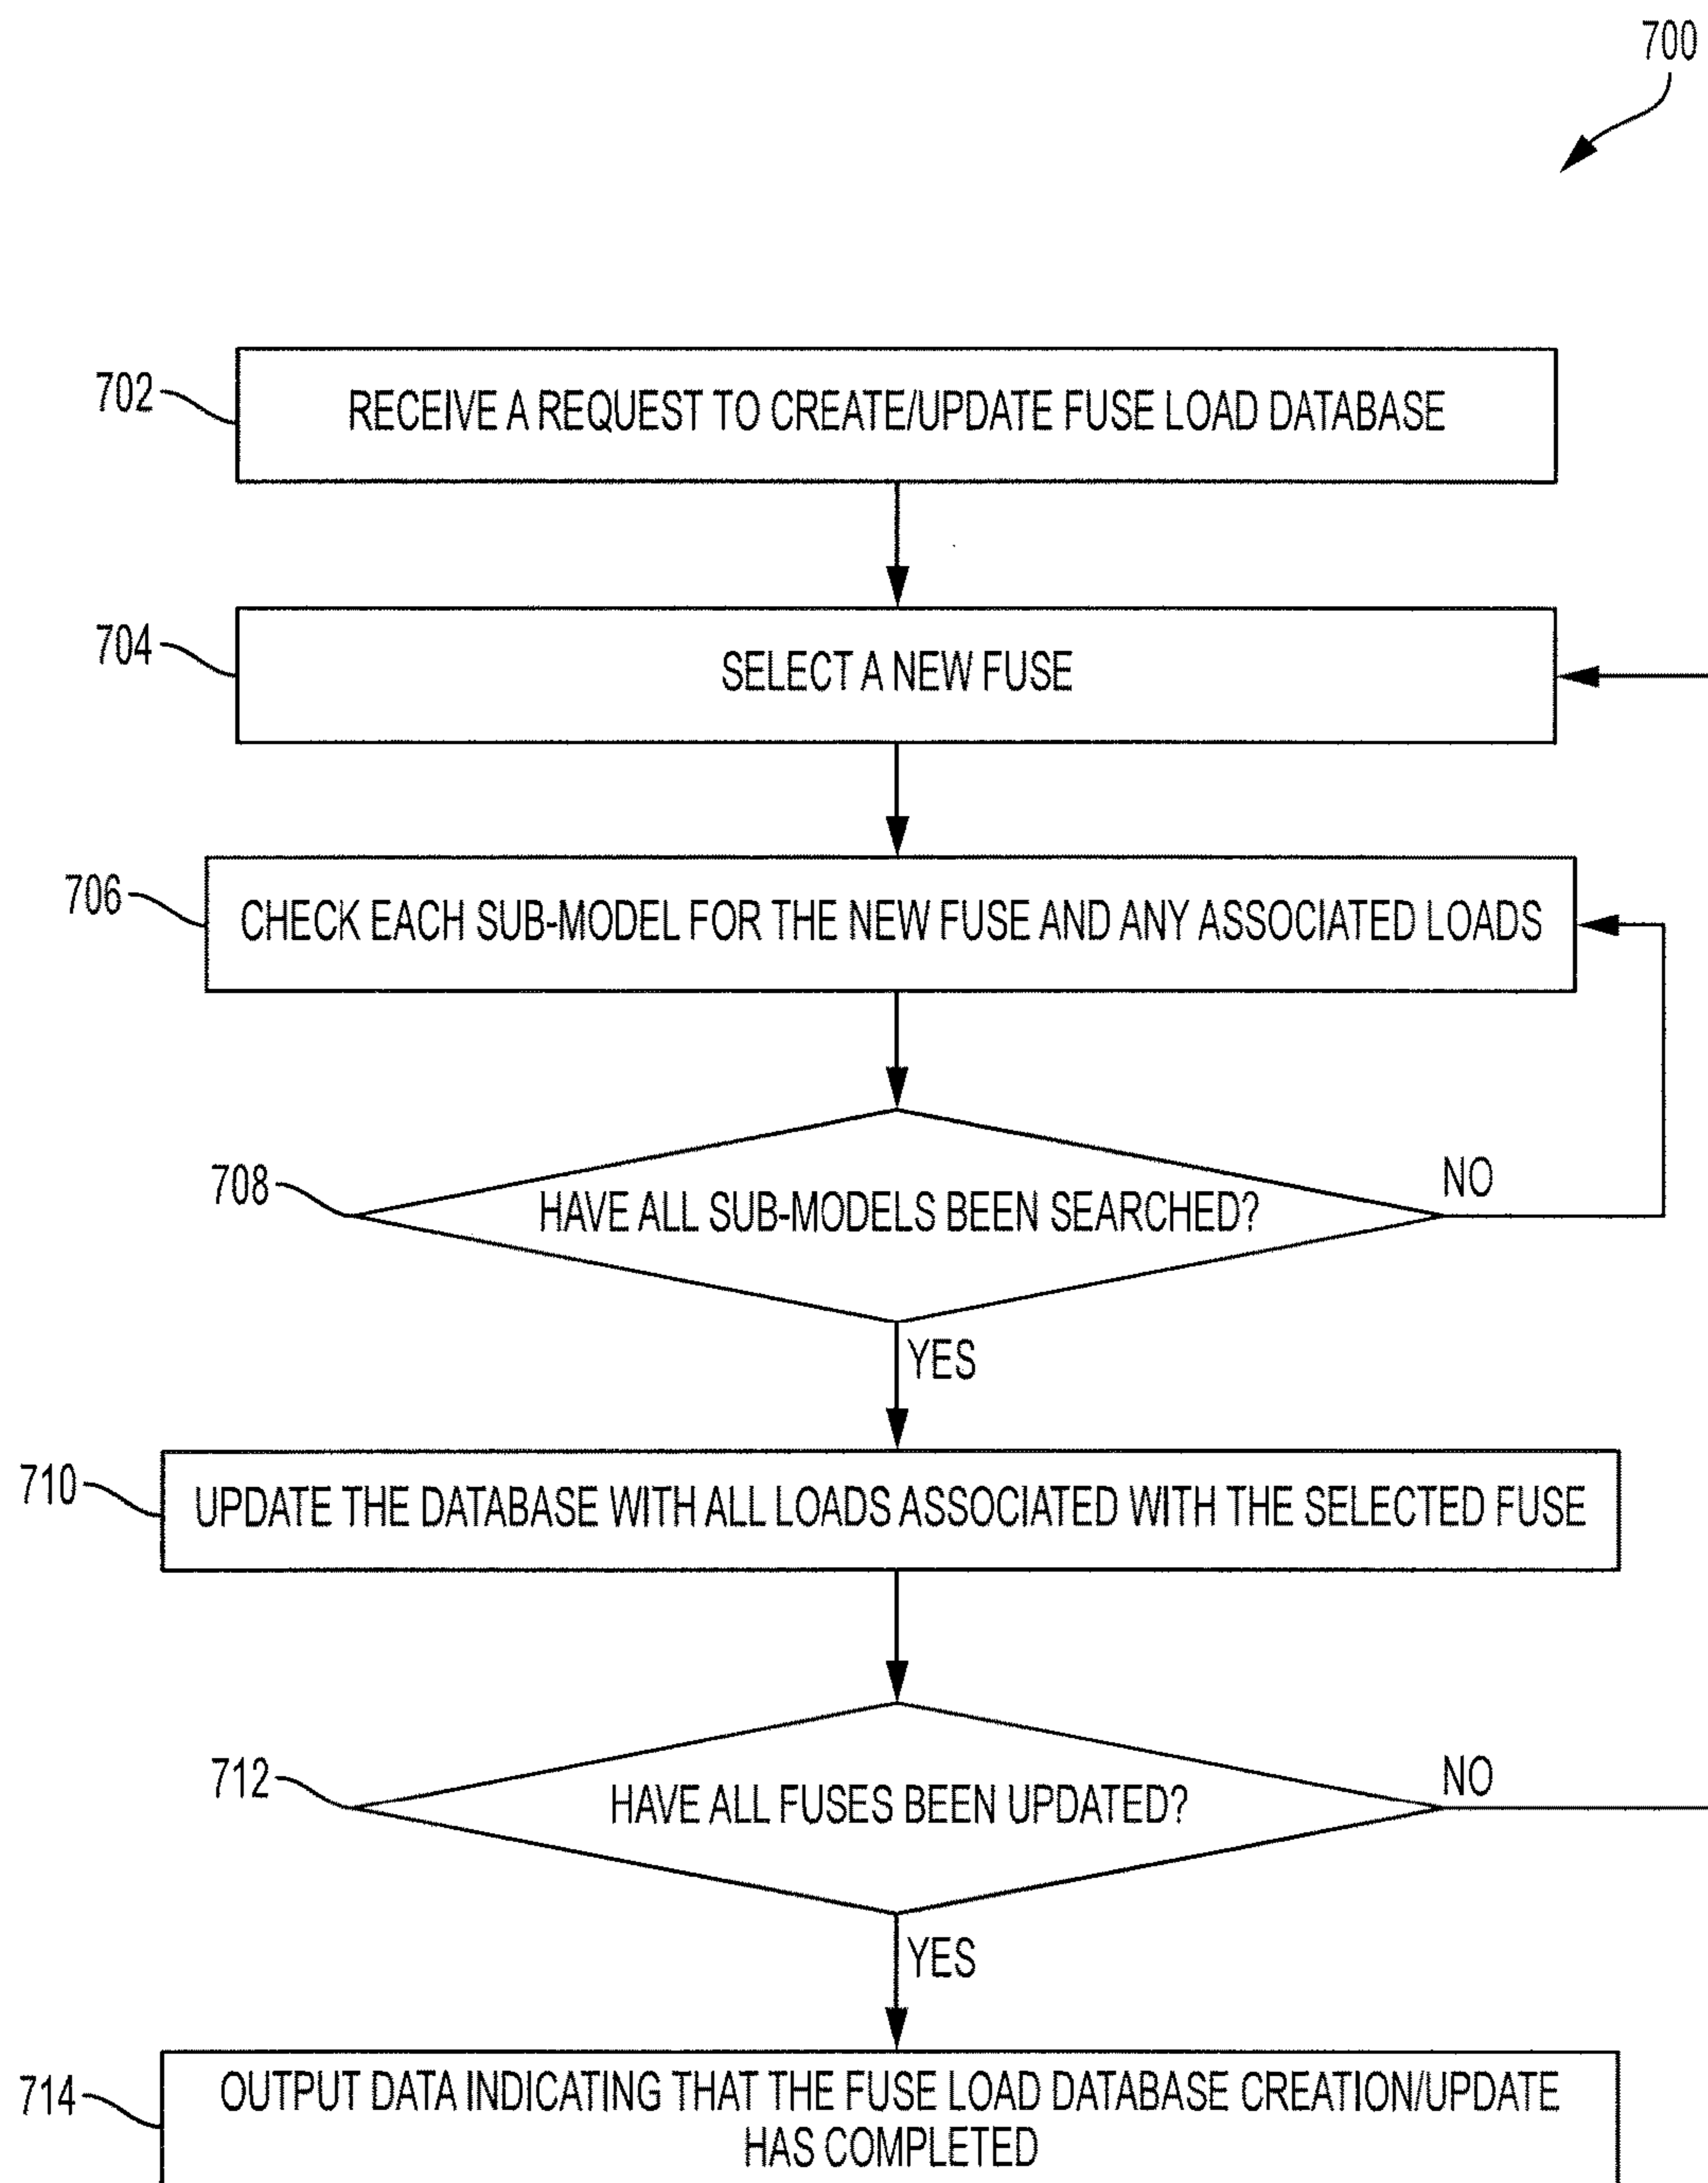 700
702
RECEIVE A REQUEST TO CREATE/UPDATE FUSE LOAD DATABASE
704
SELECT A NEW FUSE
706
CHECK EACH SUB-MODEL FOR THE NEW FUSE AND ANY ASSOCIATED LOADS
708
HAVE ALL SUB-MODELS BEEN SEARCHED?
NO
YES
710
UPDATE THE DATABASE WITH ALL LOADS ASSOCIATED WITH THE SELECTED FUSE
712
HAVE ALL FUSES BEEN UPDATED?
NO
YES
714
OUTPUT DATA INDICATING THAT THE FUSE LOAD DATABASE CREATION/UPDATE
HAS COMPLETED